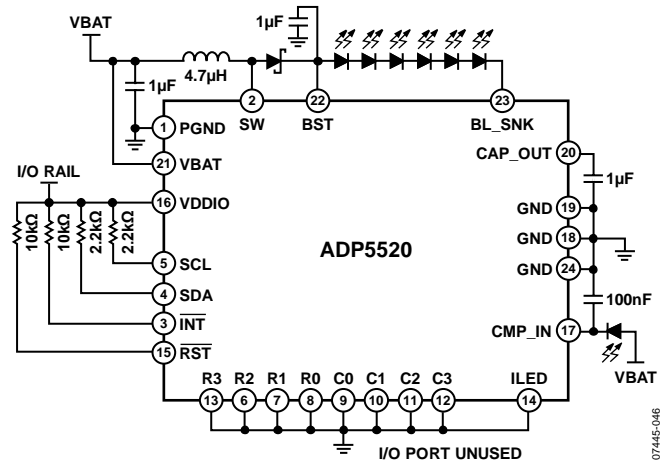 VBAT
1µF
1µF
4.7µH
2
SW
22
BST
23
BL_SNK
1
PGND
21
VBAT
I/O RAIL
16
VDDIO
10kΩ
10kΩ
2.2kΩ
2.2kΩ
5
SCL
4
SDA
3
INT
15
RST
ADP5520
CAP_OUT
20
1µF
GND
19
GND
18
GND
24
100nF
CMP_IN
17
VBAT
R3
R2
R1
R0
C0
C1
C2
C3
ILED
13
6
7
8
9
10
11
12
14
I/O PORT UNUSED
07445-046